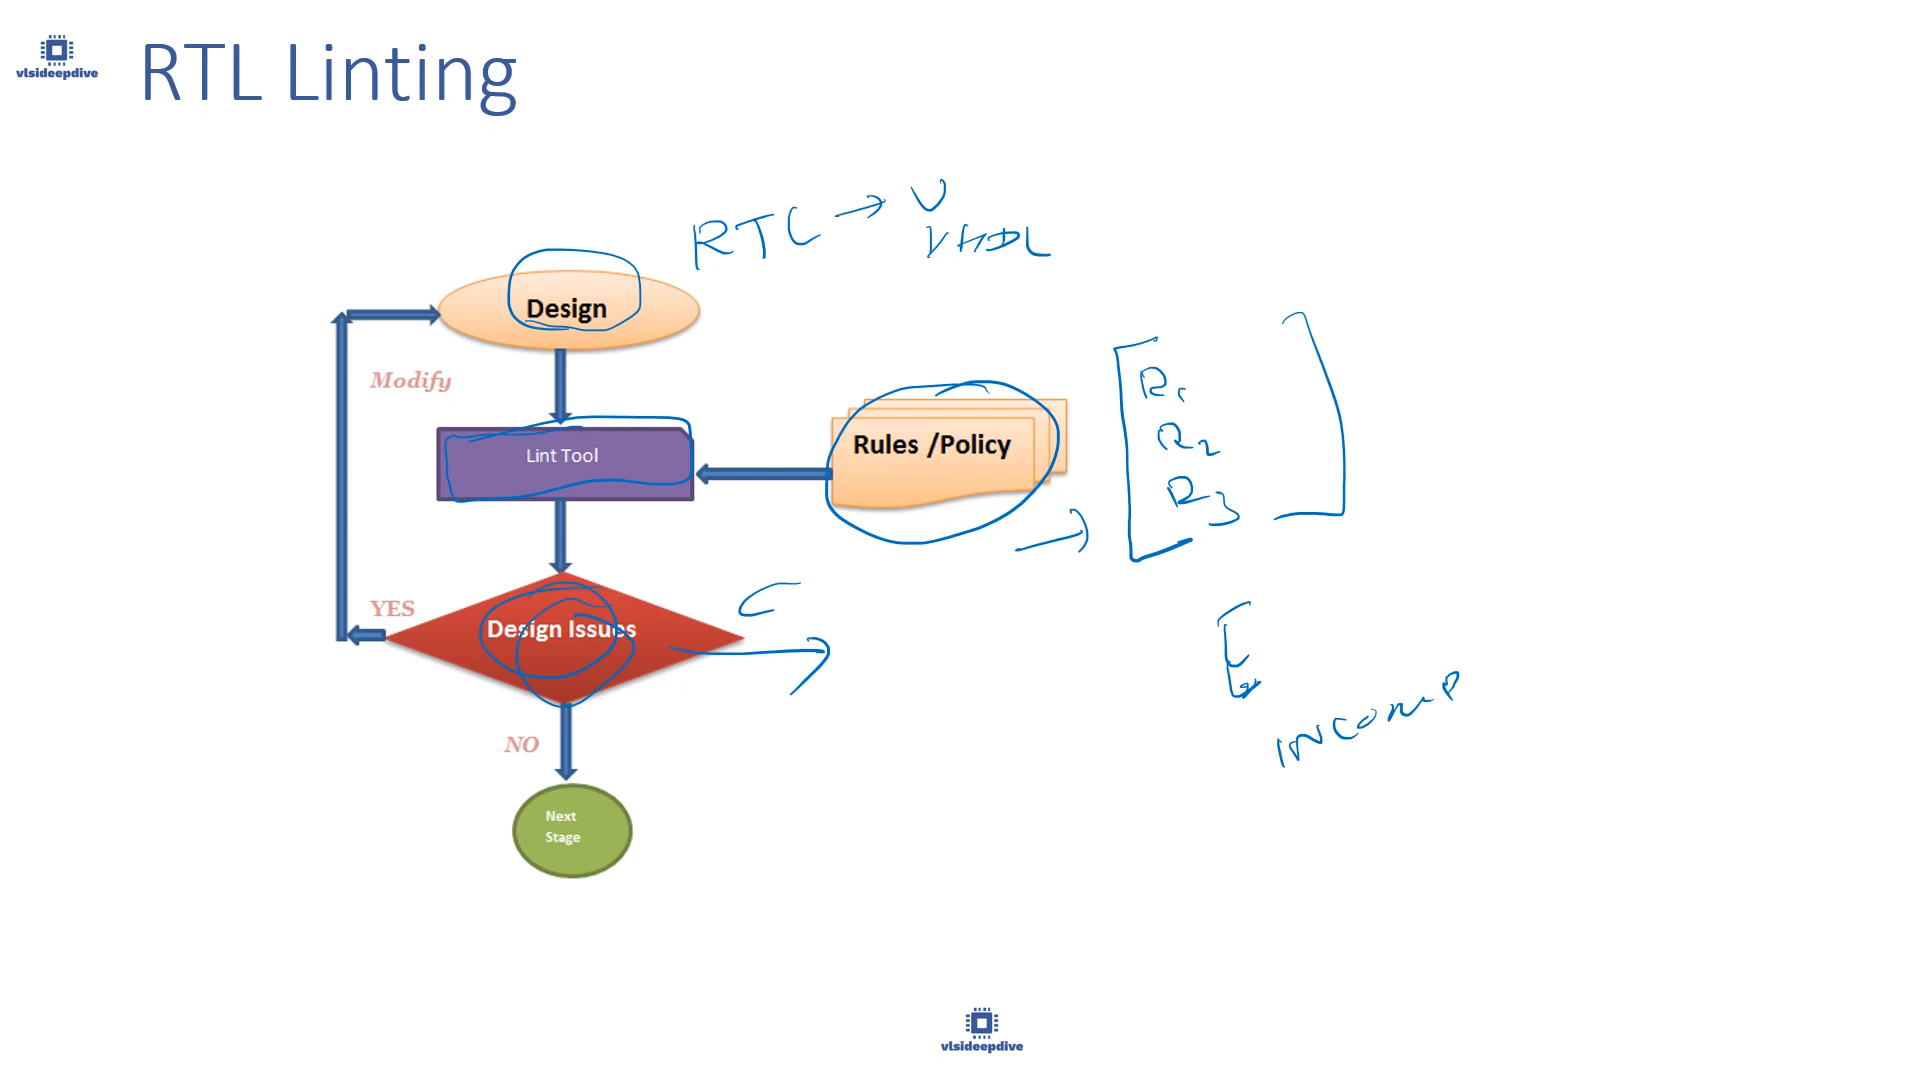 vlsideepdive
RTL Linting
RTL → V
VHDL
Design
Modify
R1
R2
R3
Rules /Policy
Lint Tool
YES
Design Issues
INCOMP
NO
Next
Stage
vlsideepdive